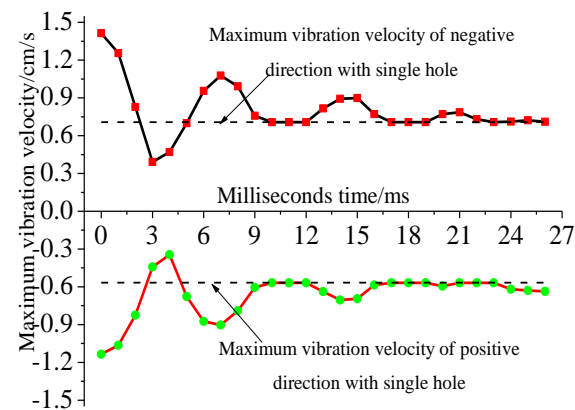 Maximum vibration velocity/cm/s
1.5
1.2
0.9
0.6
0.3
0.0
-0.3
-0.6
-0.9
-1.2
-1.5
Maximum vibration velocity of negative
direction with single hole
Milliseconds time/ms
0 3 6 9 12 15 18 21 24 27
Maximum vibration velocity of positive
direction with single hole